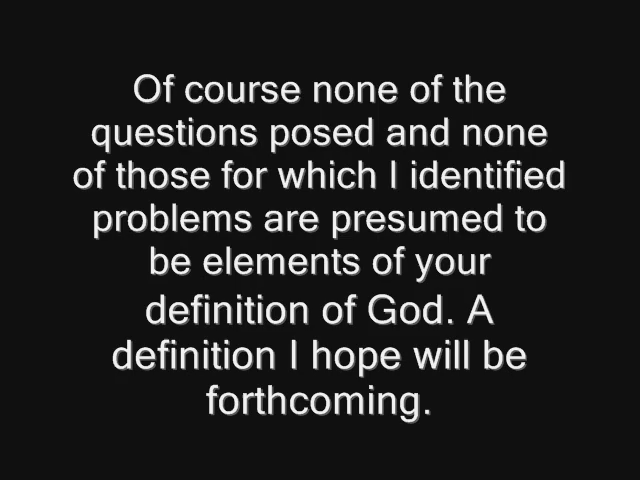 Of course none of the
questions posed and none
of those for which I identified
problems are presumed to
be elements of your
definition of God. A
definition I hope will be
forthcoming.